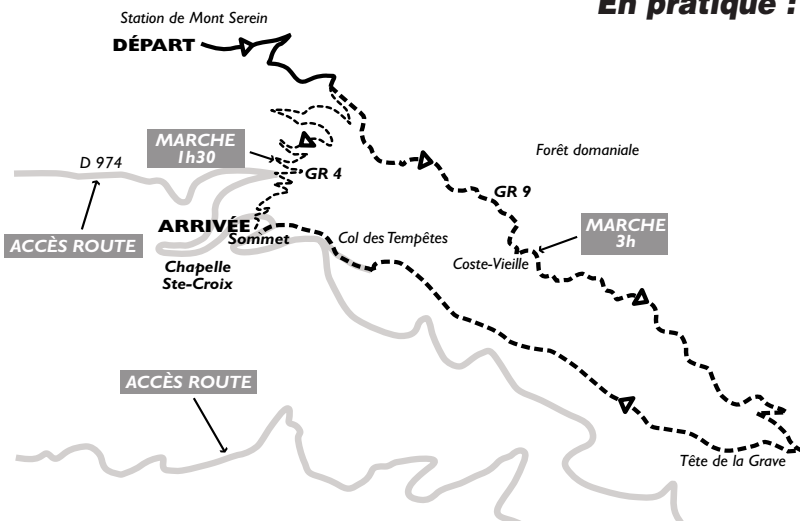 En pratique :
Station de Mont Serein
DÉPART
MARCHE
1h30
Forêt domaniale
D 974
GR 4
GR 9
ARRIVÉE
Sommet
MARCHE
3h
ACCÈS ROUTE
Col des Tempêtes
Coste-Vieille
Chapelle
Ste-Croix
ACCÈS ROUTE
Tête de la Grave